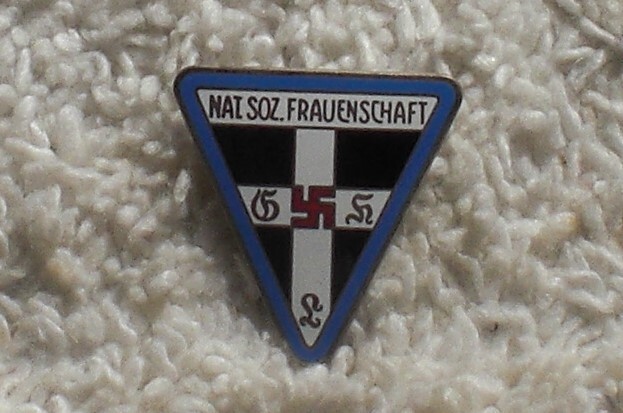 NAT. SOZ. FRAUENSCHAFT
G H
L